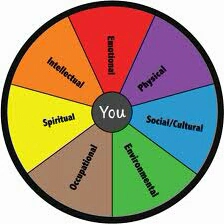 Emotional
Physical
Social/Cultural
Environmental
Occupational
Spiritual
Intellectual
You